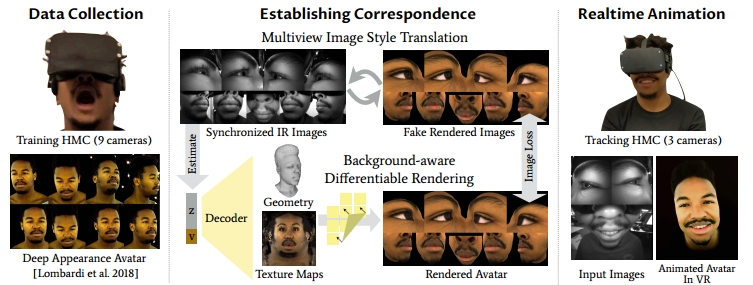 Data Collection
Establishing Correspondence
Realtime Animation
Multiview Image Style Translation
Training HMC (9 cameras)
Synchronized IR Images
Fake Rendered Images
Tracking HMC (3 cameras)
Estimate
Image Loss
Background-aware
Differentiable Rendering
Z
V
Decoder
Geometry
Texture Maps
Rendered Avatar
Deep Appearance Avatar
[Lombardi et al. 2018]
Input Images
Animated Avatar
In VR